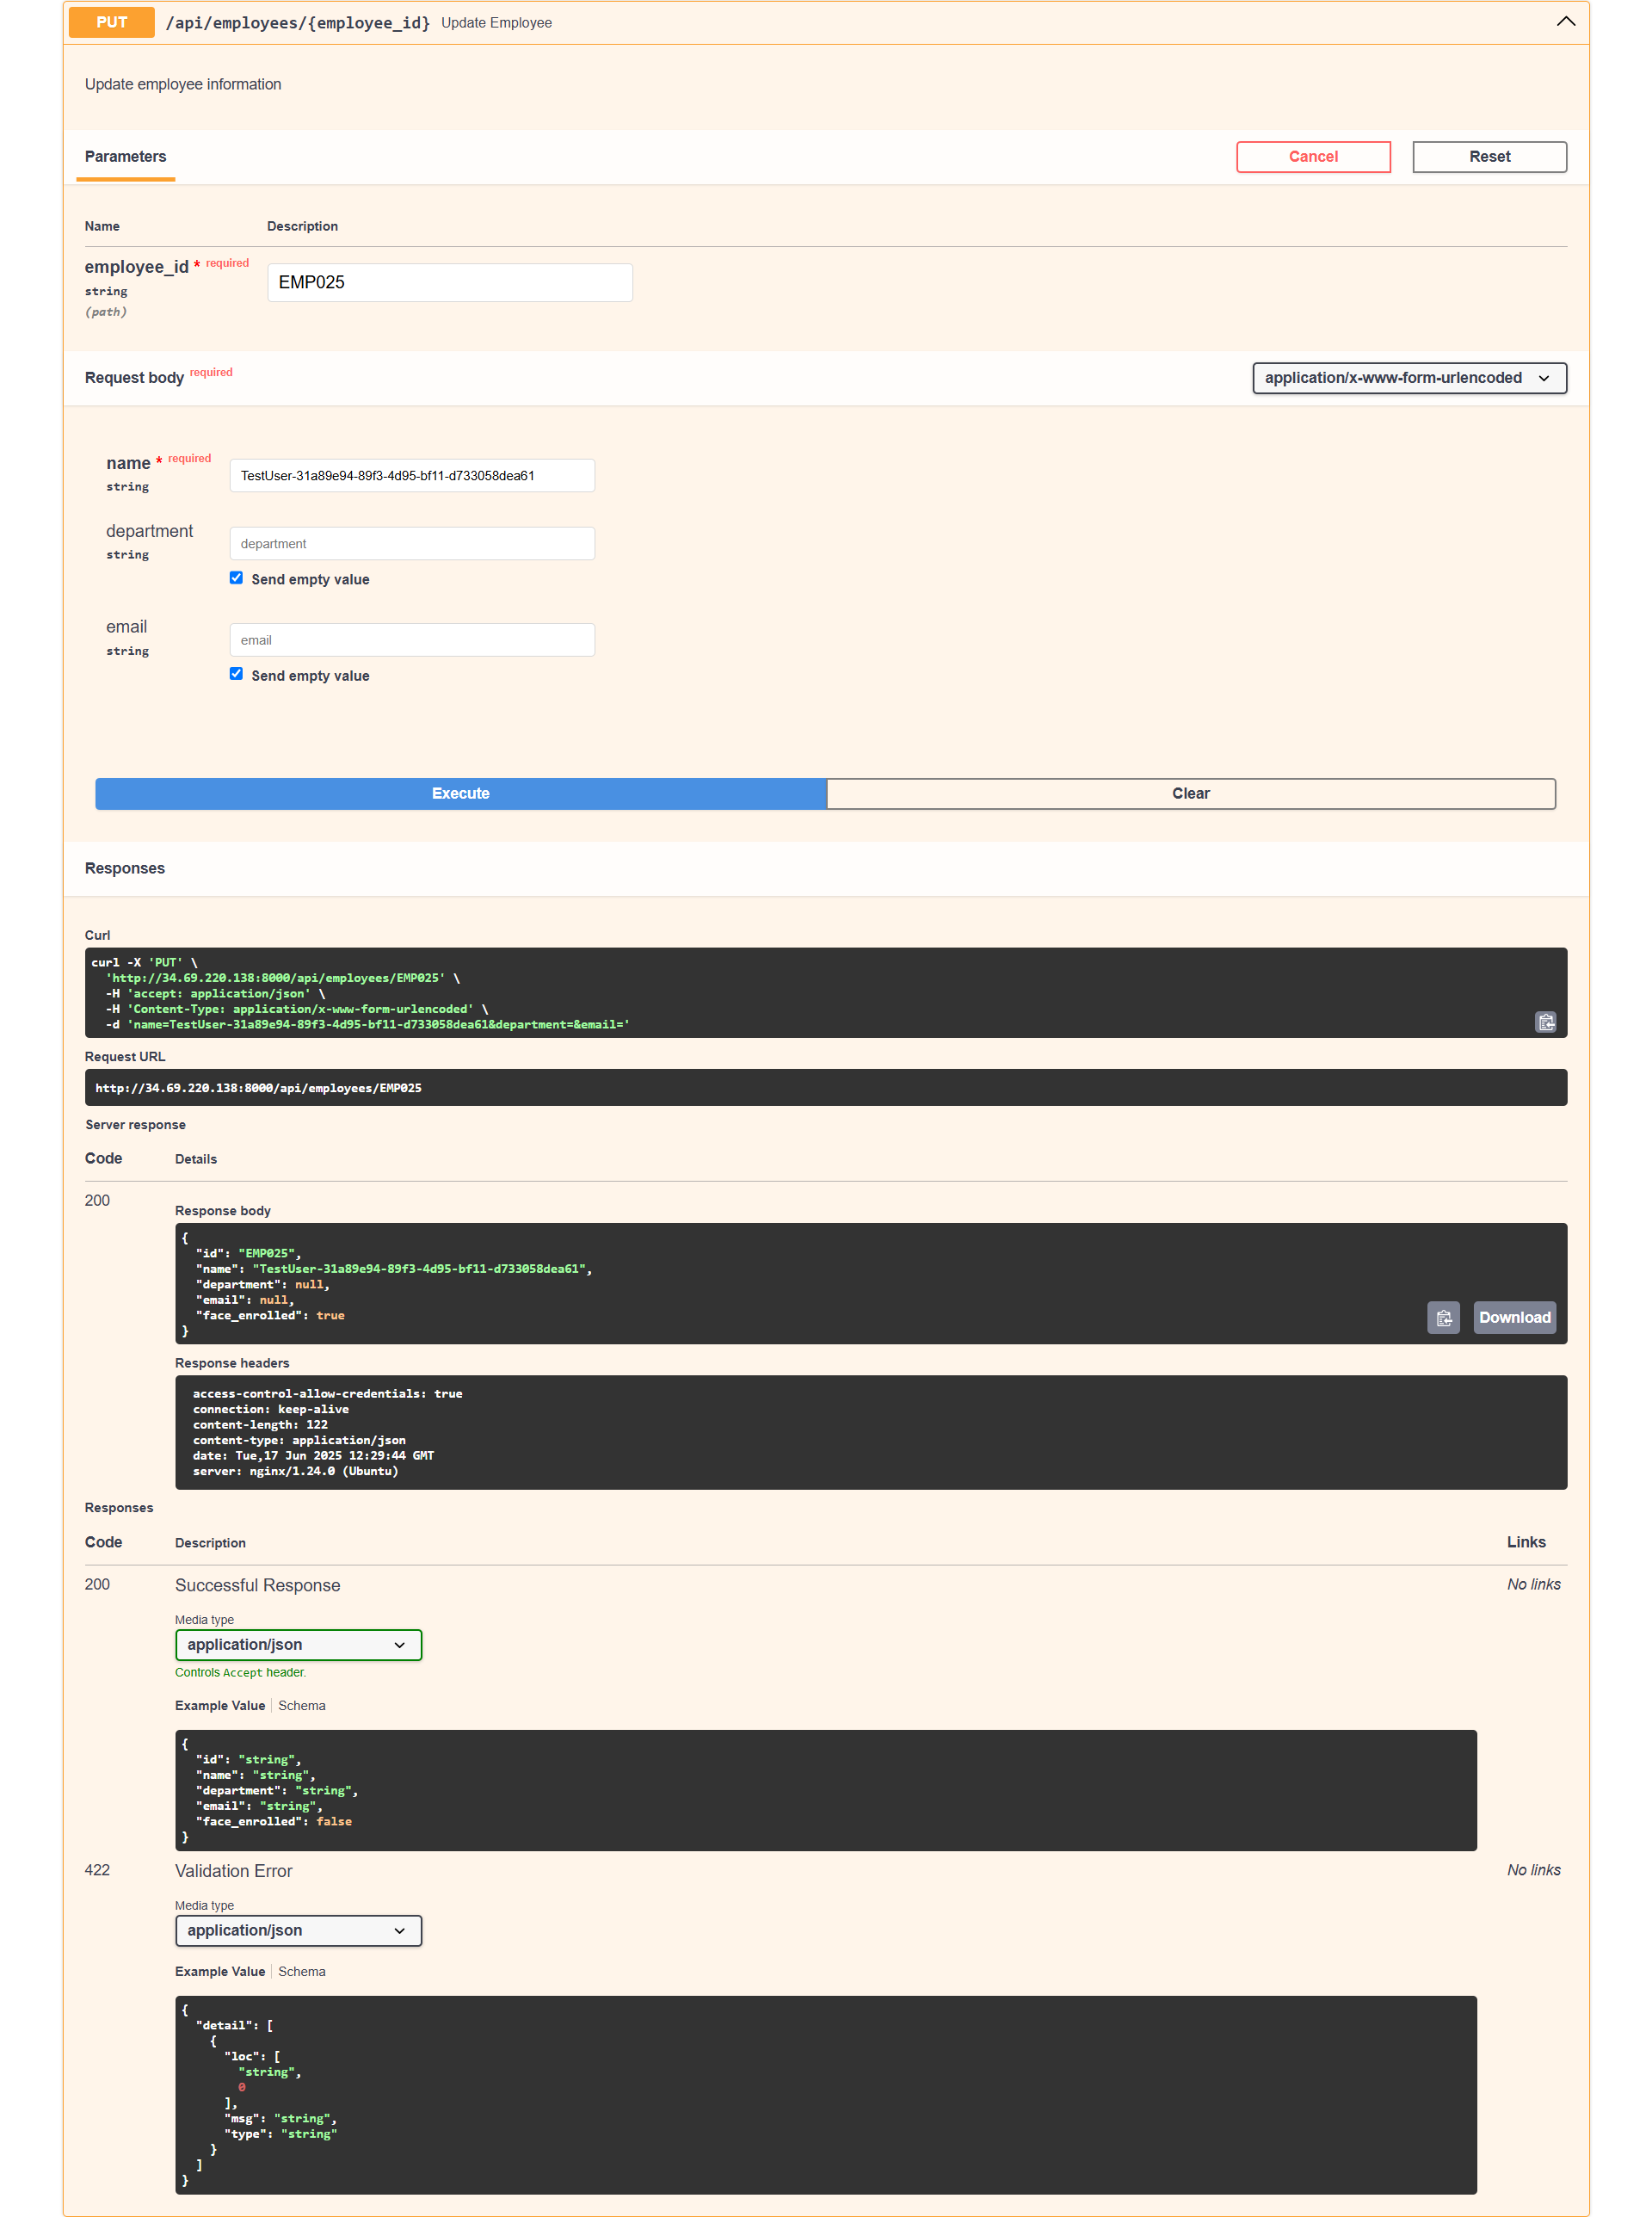 PUT /api/employees/{employee_id} Update Employee
Update employee information
Parameters
Cancel
Reset
Name Description
employee_id * required
string
(path)
EMP025
Request body required
application/x-www-form-urlencoded
name * required
string
TestUser-31a89e94-89f3-4d95-bf11-d733058dea61
department
string
department
Send empty value
email
string
email
Send empty value
Execute
Clear
Responses
Curl
curl -X 'PUT' \
'http://34.69.220.138:8000/api/employees/EMP025' \
-H 'accept: application/json' \
-H 'Content-Type: application/x-www-form-urlencoded' \
-d 'name=TestUser-31a89e94-89f3-4d95-bf11-d733058dea61&department=&email='
Request URL
http://34.69.220.138:8000/api/employees/EMP025
Server response
Code Details
200
Response body
{
"id": "EMP025",
"name": "TestUser-31a89e94-89f3-4d95-bf11-d733058dea61",
"department": null,
"email": null,
"face_enrolled": true
}
Download
Response headers
access-control-allow-credentials: true
connection: keep-alive
content-length: 122
content-type: application/json
date: Tue,17 Jun 2025 12:29:44 GMT
server: nginx/1.24.0 (Ubuntu)
Responses
Code Description Links
200 Successful Response No links
Media type
application/json
Controls Accept header.
Example Value Schema
{
"id": "string",
"name": "string",
"department": "string",
"email": "string",
"face_enrolled": false
}
422 Validation Error No links
Media type
application/json
Example Value Schema
{
"detail": [
{
"loc": [
"string",
0
],
"msg": "string",
"type": "string"
}
]
}